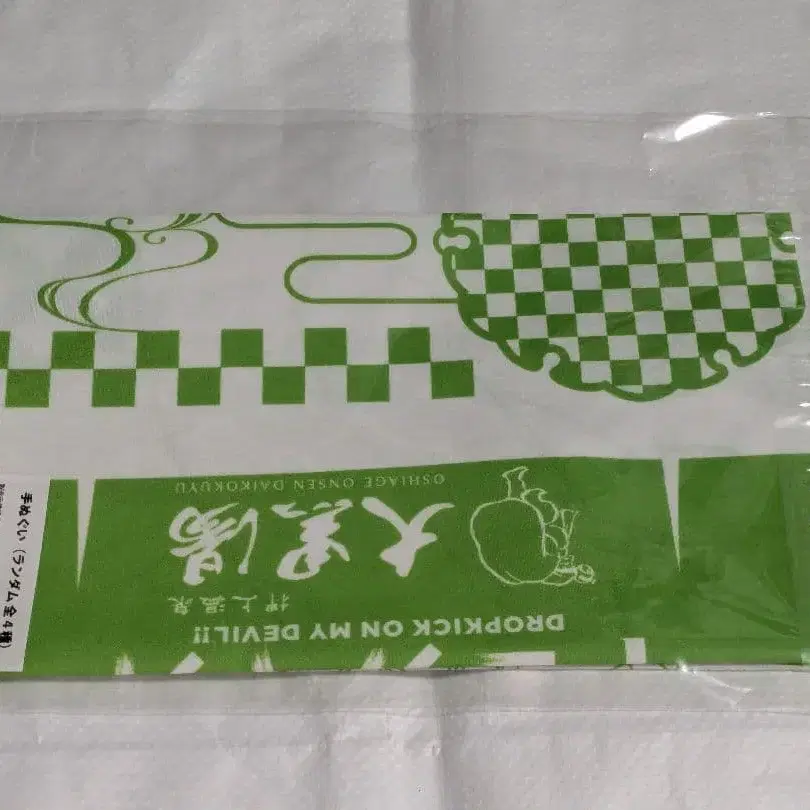 DROPKICK ON MY DEVIL!!
押上温泉
大黒湯
OSHIAGE ONSEN DAIKOKUYU
手ぬぐい（ランダム全4種）